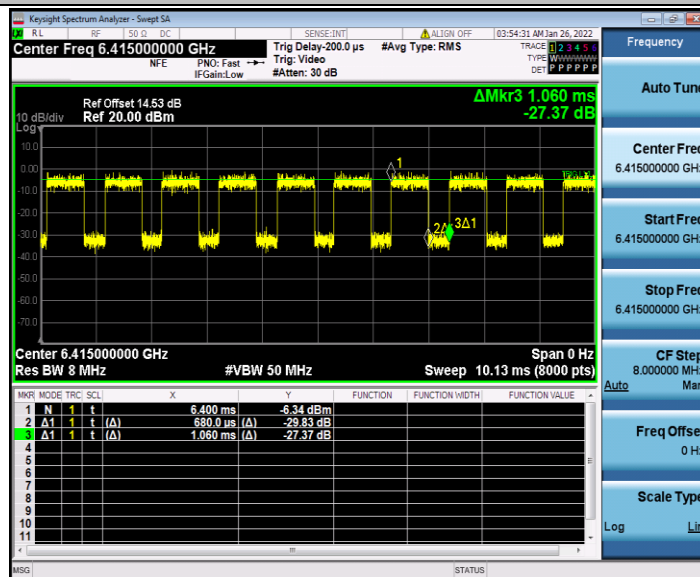 Keysight Spectrum Analyzer - Swept SA
RL RF 50 Ω DC SENSE:INT ALIGN OFF 03:54:31 AM Jan 26, 2022
Center Freq 6.415000000 GHz
NFE PNO: Fast IFGain:Low
Trig Delay-200.0 µs #Avg Type: RMS
Trig: Video
#Atten: 30 dB
TRACE 1 2 3 4 5 6
TYPE W
DET P P P P P P
Frequency
Auto Tune
Center Freq
6.415000000 GHz
Start Freq
6.415000000 GHz
Stop Freq
6.415000000 GHz
CF Step
8.000000 MHz
Auto Man
Freq Offset
0 Hz
Scale Type
Log Lin
ΔMkr3 1.060 ms
-27.37 dB
Ref Offset 14.53 dB
10 dB/div Ref 20.00 dBm
Log
10.0
0.00
-10.0
-20.0
-30.0
-40.0
-50.0
-60.0
-70.0
1
2Δ
3Δ1
Center 6.415000000 GHz Span 0 Hz
Res BW 8 MHz #VBW 50 MHz Sweep 10.13 ms (8000 pts)
MKR MODE TRC SCL X Y FUNCTION FUNCTION WIDTH FUNCTION VALUE
1 N 1 t 6.400 ms -6.34 dBm
2 Δ1 1 t (Δ) 680.0 µs (Δ) -29.83 dB
3 Δ1 1 t (Δ) 1.060 ms (Δ) -27.37 dB
4
5
6
7
8
9
10
11
MSG STATUS